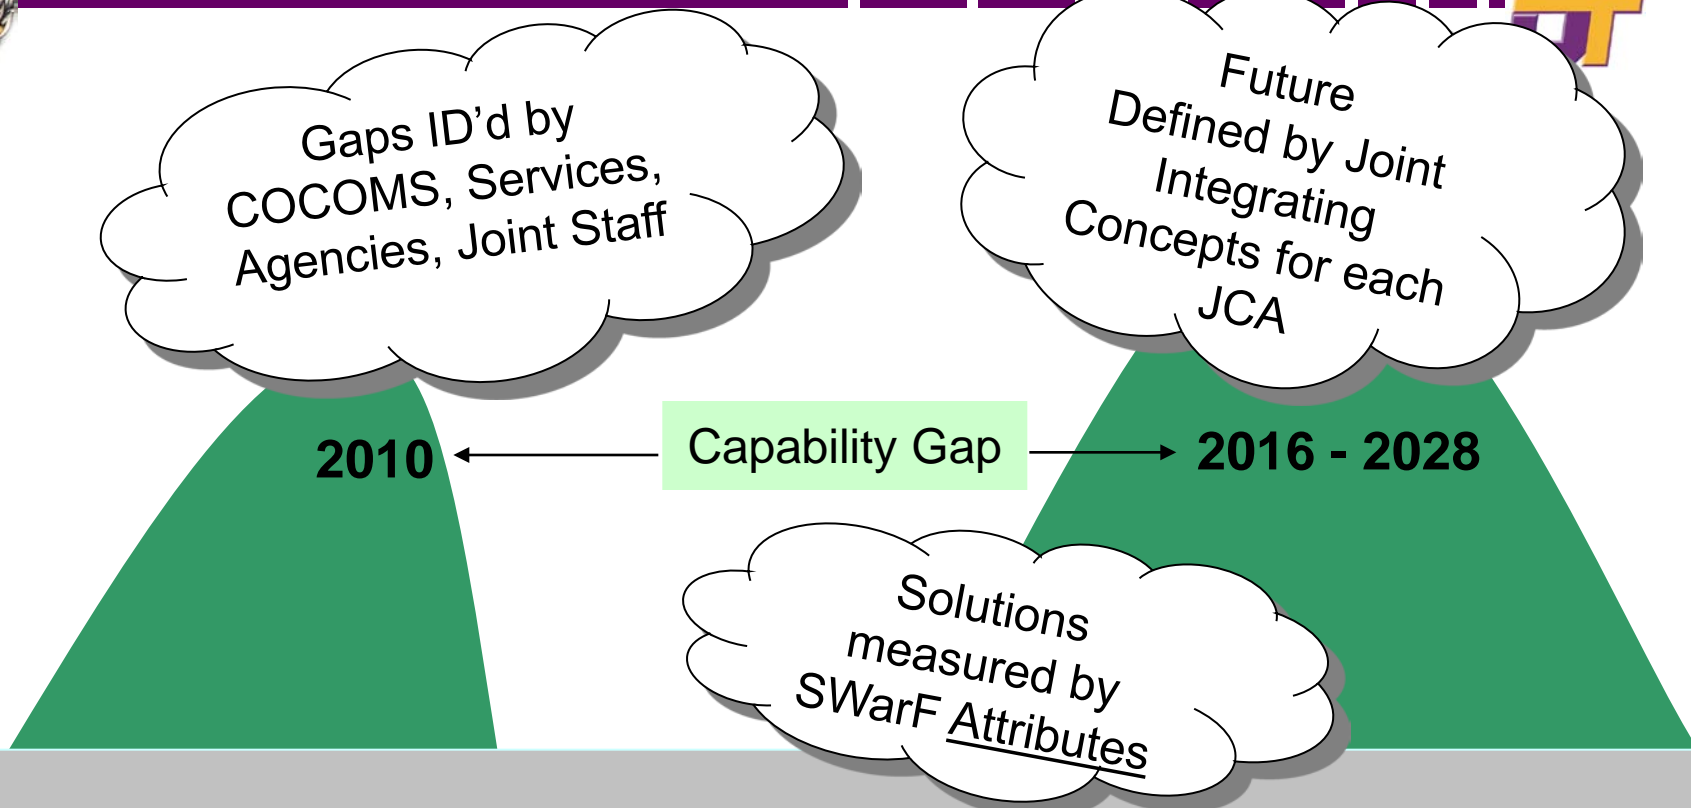 Gaps ID’d by
COCOMS, Services,
Agencies, Joint Staff
Future
Defined by Joint
Integrating
Concepts for each
JCA
2010
Capability Gap
2016 - 2028
Solutions
measured by
SWarF Attributes